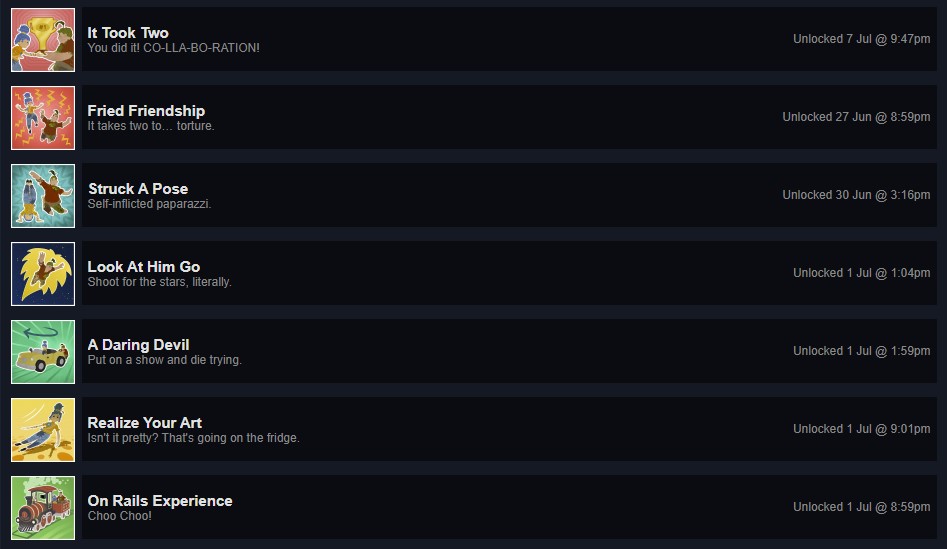 It Took Two
You did it! CO-LLA-BO-RATION!
Unlocked 7 Jul @ 9:47pm
Fried Friendship
It takes two to... torture.
Unlocked 27 Jun @ 8:59pm
Struck A Pose
Self-inflicted paparazzi.
Unlocked 30 Jun @ 3:16pm
Look At Him Go
Shoot for the stars, literally.
Unlocked 1 Jul @ 1:04pm
A Daring Devil
Put on a show and die trying.
Unlocked 1 Jul @ 1:59pm
Realize Your Art
Isn't it pretty? That's going on the fridge.
Unlocked 1 Jul @ 9:01pm
On Rails Experience
Choo Choo!
Unlocked 1 Jul @ 8:59pm